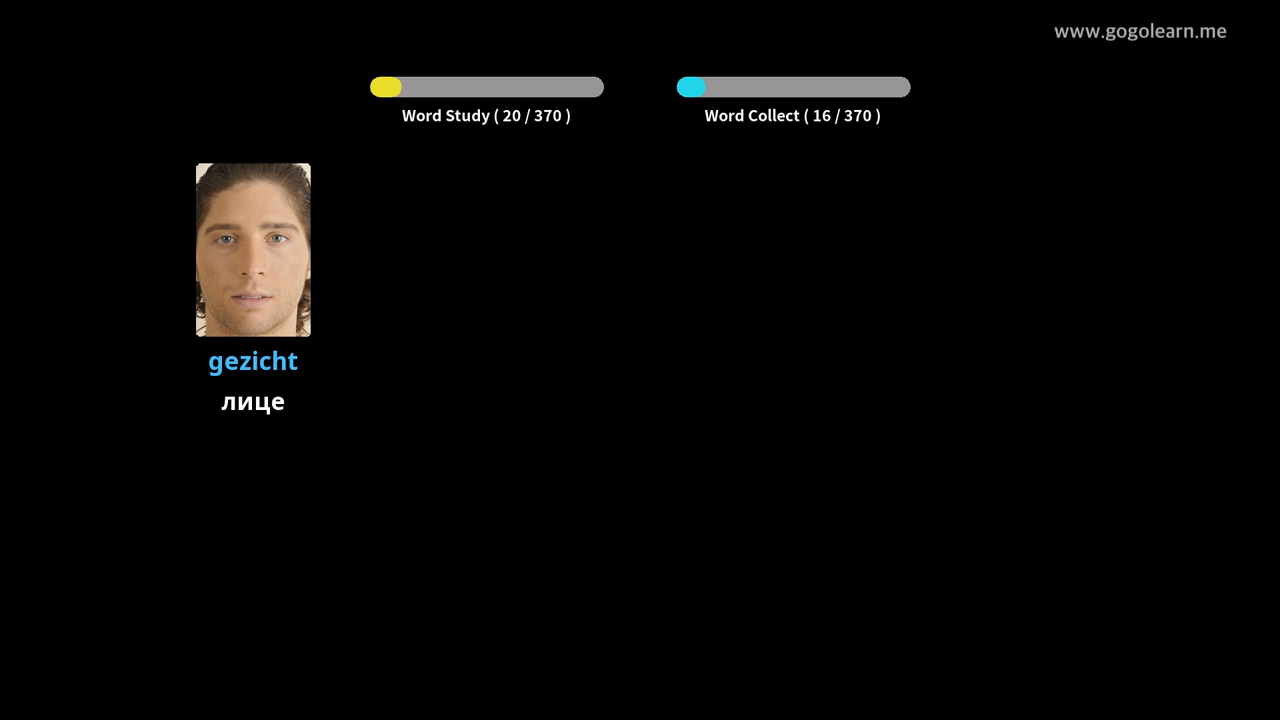 www.gogolearn.me
Word Study ( 20 / 370 )
Word Collect ( 16 / 370 )
gezicht
лице